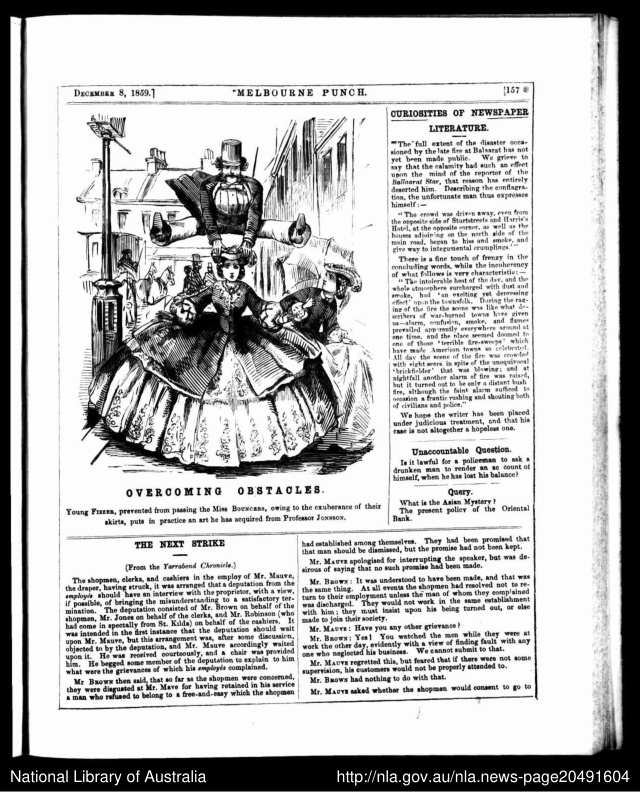 December 8, 1859.]
"MELBOURNE PUNCH.
[157
OVERCOMING OBSTACLES.
Young Fizzer, prevented from passing the Miss Bouncers, owing to the exuberance of their
skirts, puts in practice an art he has acquired from Professor Johnson.
CURIOSITIES OF NEWSPAPER
LITERATURE.
"The full extent of the disaster occa-
sioned by the late fire at Balaarat has not
yet been made public. We grieve to
say that the calamity had such an effect
upon the mind of the reporter of the
Ballaarat Star, that reason has entirely
deserted him. Describing the conflagra-
tion, the unfortunate man thus expresses
himself:—
"The crowd was driven away, even from
the opposite side of Sturtstreets and Harris's
Hotel, at the opposite corner, as well as the
houses adjoining on the north side of the
main road, began to hiss and smoke, and
give way to integumental crumplings.'"
There is a fine touch of frenzy in the
concluding words, while the incoherency
of what follows is very characteristic:—
"The intolerable heat of the day, and the
whole atmosphere surcharged with dust and
smoke, had 'an exciting yet depressing
effect' upon the townsfolk. During the rag-
ing of the fire the scene was like what de-
scribers of war-burned towns have given
us—alarm, confusion, smoke, and flames
prevailed apparently everywhere around at
one time, and the place seemed doomed to
one of those 'terrible fire-sweeps' which
have made American towns so celebrated.
All day the scene of the fire was crowded
with sight seers, in spite of the unequivocal
'brickfielder' that was blowing; and at
nightfall another alarm of fire was raised,
but it turned out to be only a distant bush
fire, although the faint alarm sufficed to
occasion a frantic rushing and shouting both
of civilians and police."
We hope the writer has been placed
under judicious treatment, and that his
case is not altogether a hopeless one.
Unaccountable Question.
Is it lawful for a policeman to ask a
drunken man to render an ac count of
himself, when he has lost his balance?
Query.
What is the Asian Mystery?
The present policy of the Oriental
Bank.
THE NEXT STRIKE
(From the Yarrabend Chronicle.)
The shopmen, clerks, and cashiers in the employ of Mr. Mauve,
the draper, having struck, it was arranged that a deputation from the
employés should have an interview with the proprietor, with a view,
if possible, of bringing the misunderstanding to a satisfactory ter-
mination. The deputation consisted of Mr. Brown on behalf of the
shopmen, Mr. Jones on behalf of the clerks, and Mr. Robinson (who
had come in spectally from St. Kilda) on behalf of the cashiers. It
was intended in the first instance that the deputation should wait
upon Mr. Mauve, but this arrangement was, after some discussion,
objected to by the deputation, and Mr. Mauve accordingly waited
upon it. He was received courteously, and a chair was provided
him. He begged some member of the deputation to explain to him
what were the grievances of which his employés complained.
Mr Brown then said, that so far as the shopmen were concerned,
they were disgusted at Mr. Mave for having retained in his service
a man who refused to belong to a free-and-easy which the shopmen
had established among themselves. They had been promised that
that man should be dismissed, but the promise had not been kept.
Mr. Mauve apologised for interrupting the speaker, but was de-
sirous of saying that no such promise had been made.
Mr. Brown: It was understood to have been made, and that was
the same thing. At all events the shopmen had resolved not to re-
turn to their employment unless the man of whom they complained
was discharged. They would not work in the same establishment
with him; they must insist upon his being turned out, or else
made to join their society.
Mr. Mauve: Have you any other grievance?
Mr. Brown: Yes! You watched the men while they were at
work the other day, evidently with a view of finding fault with any
one who neglected his business. We cannot submit to that.
Mr. Mauve regretted this, but feared that if there were not some
supervision, his customers would not be properly attended to.
Mr. Brown had nothing to do with that.
Mr. Mauve asked whether the shopmen would consent to go to
National Library of Australia
http://nla.gov.au/nla.news-page20491604